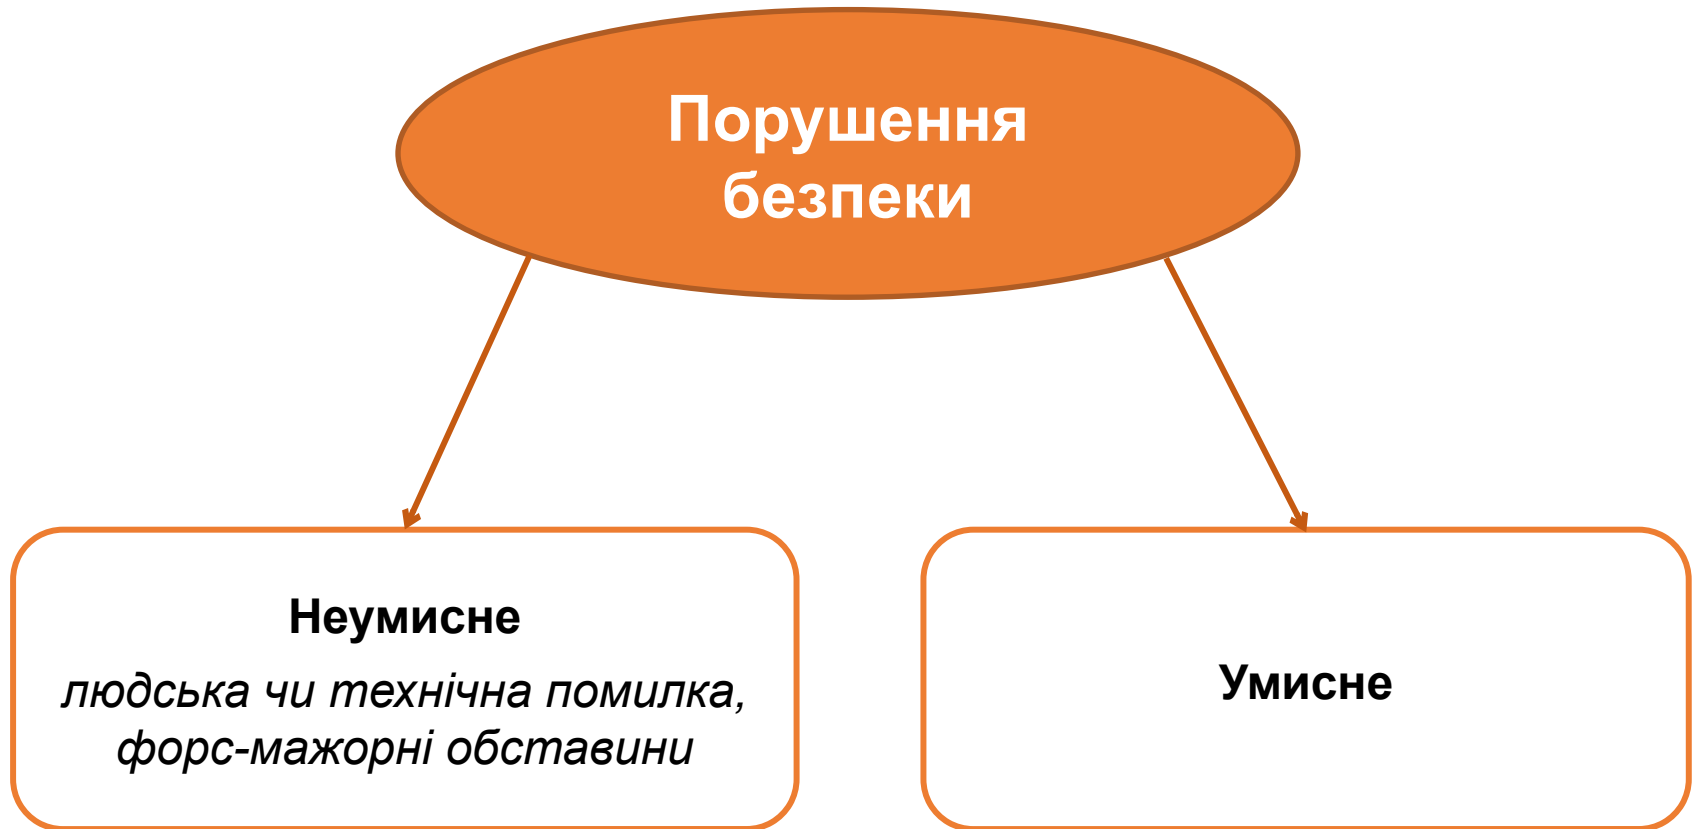 Порушення
безпеки
Неумисне
людська чи технічна помилка,
форс-мажорні обставини
Умисне